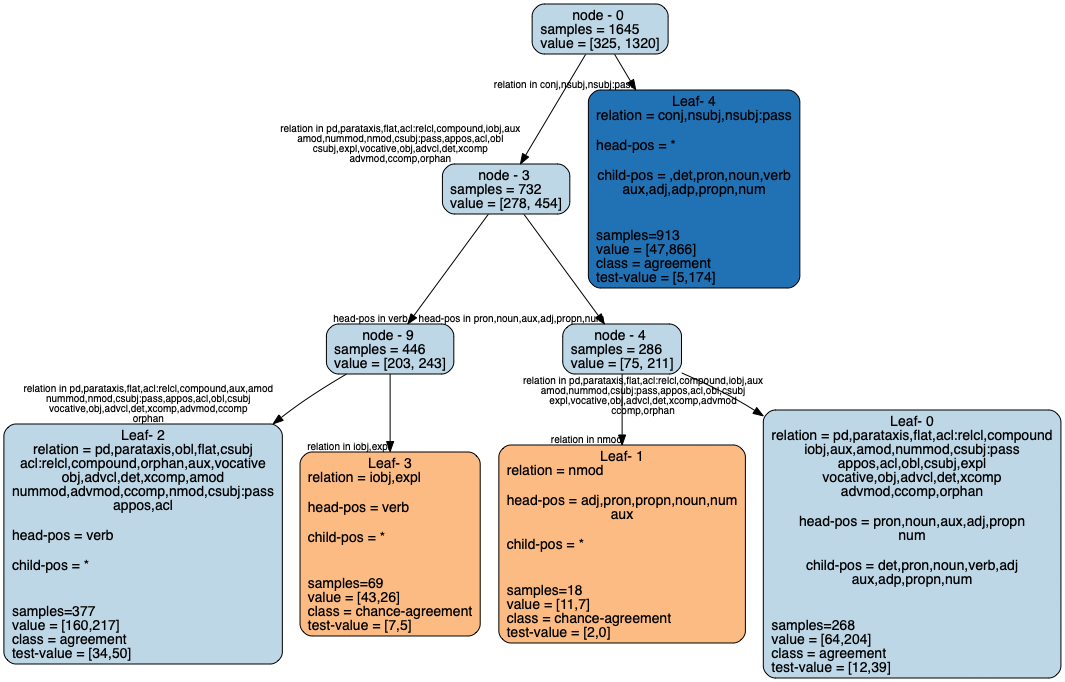 node - 0
samples = 1645
value = [325, 1320]
relation in conj,nsubj,nsubj:pass
Leaf- 4
relation = conj,nsubj,nsubj:pass
head-pos = *
child-pos = ,det,pron,noun,verb
aux,adj,adp,propn,num
samples=913
value = [47,866]
class = agreement
test-value = [5,174]
relation in pd,parataxis,flat,acl:relcl,compound,iobj,aux
amod,nummod,nmod,csubj:pass,appos,acl,obl
csubj,expl,vocative,obj,advcl,det,xcomp
advmod,ccomp,orphan
node - 3
samples = 732
value = [278, 454]
head-pos in verb
head-pos in pron,noun,aux,adj,propn,num
node - 9
samples = 446
value = [203, 243]
node - 4
samples = 286
value = [75, 211]
relation in pd,parataxis,flat,acl:relcl,compound,aux,amod
nummod,nmod,csubj:pass,appos,acl,obl,csubj
vocative,obj,advcl,det,xcomp,advmod,ccomp
orphan
relation in iobj,expl
relation in pd,parataxis,flat,acl:relcl,compound,iobj,aux
amod,nummod,csubj:pass,appos,acl,obl,csubj
expl,vocative,obj,advcl,det,xcomp,advmod
ccomp,orphan
relation in nmod
Leaf- 2
relation = pd,parataxis,obl,flat,csubj
acl:relcl,compound,orphan,aux,vocative
obj,advcl,det,xcomp,amod
nummod,advmod,ccomp,nmod,csubj:pass
appos,acl
head-pos = verb
child-pos = *
samples=377
value = [160,217]
class = agreement
test-value = [34,50]
Leaf- 3
relation = iobj,expl
head-pos = verb
child-pos = *
samples=69
value = [43,26]
class = chance-agreement
test-value = [7,5]
Leaf- 1
relation = nmod
head-pos = adj,pron,propn,noun,num
aux
child-pos = *
samples=18
value = [11,7]
class = chance-agreement
test-value = [2,0]
Leaf- 0
relation = pd,parataxis,flat,acl:relcl,compound
iobj,aux,amod,nummod,csubj:pass
appos,acl,obl,csubj,expl
vocative,obj,advcl,det,xcomp
advmod,ccomp,orphan
head-pos = pron,noun,aux,adj,propn
num
child-pos = det,pron,noun,verb,adj
aux,adp,propn,num
samples=268
value = [64,204]
class = agreement
test-value = [12,39]